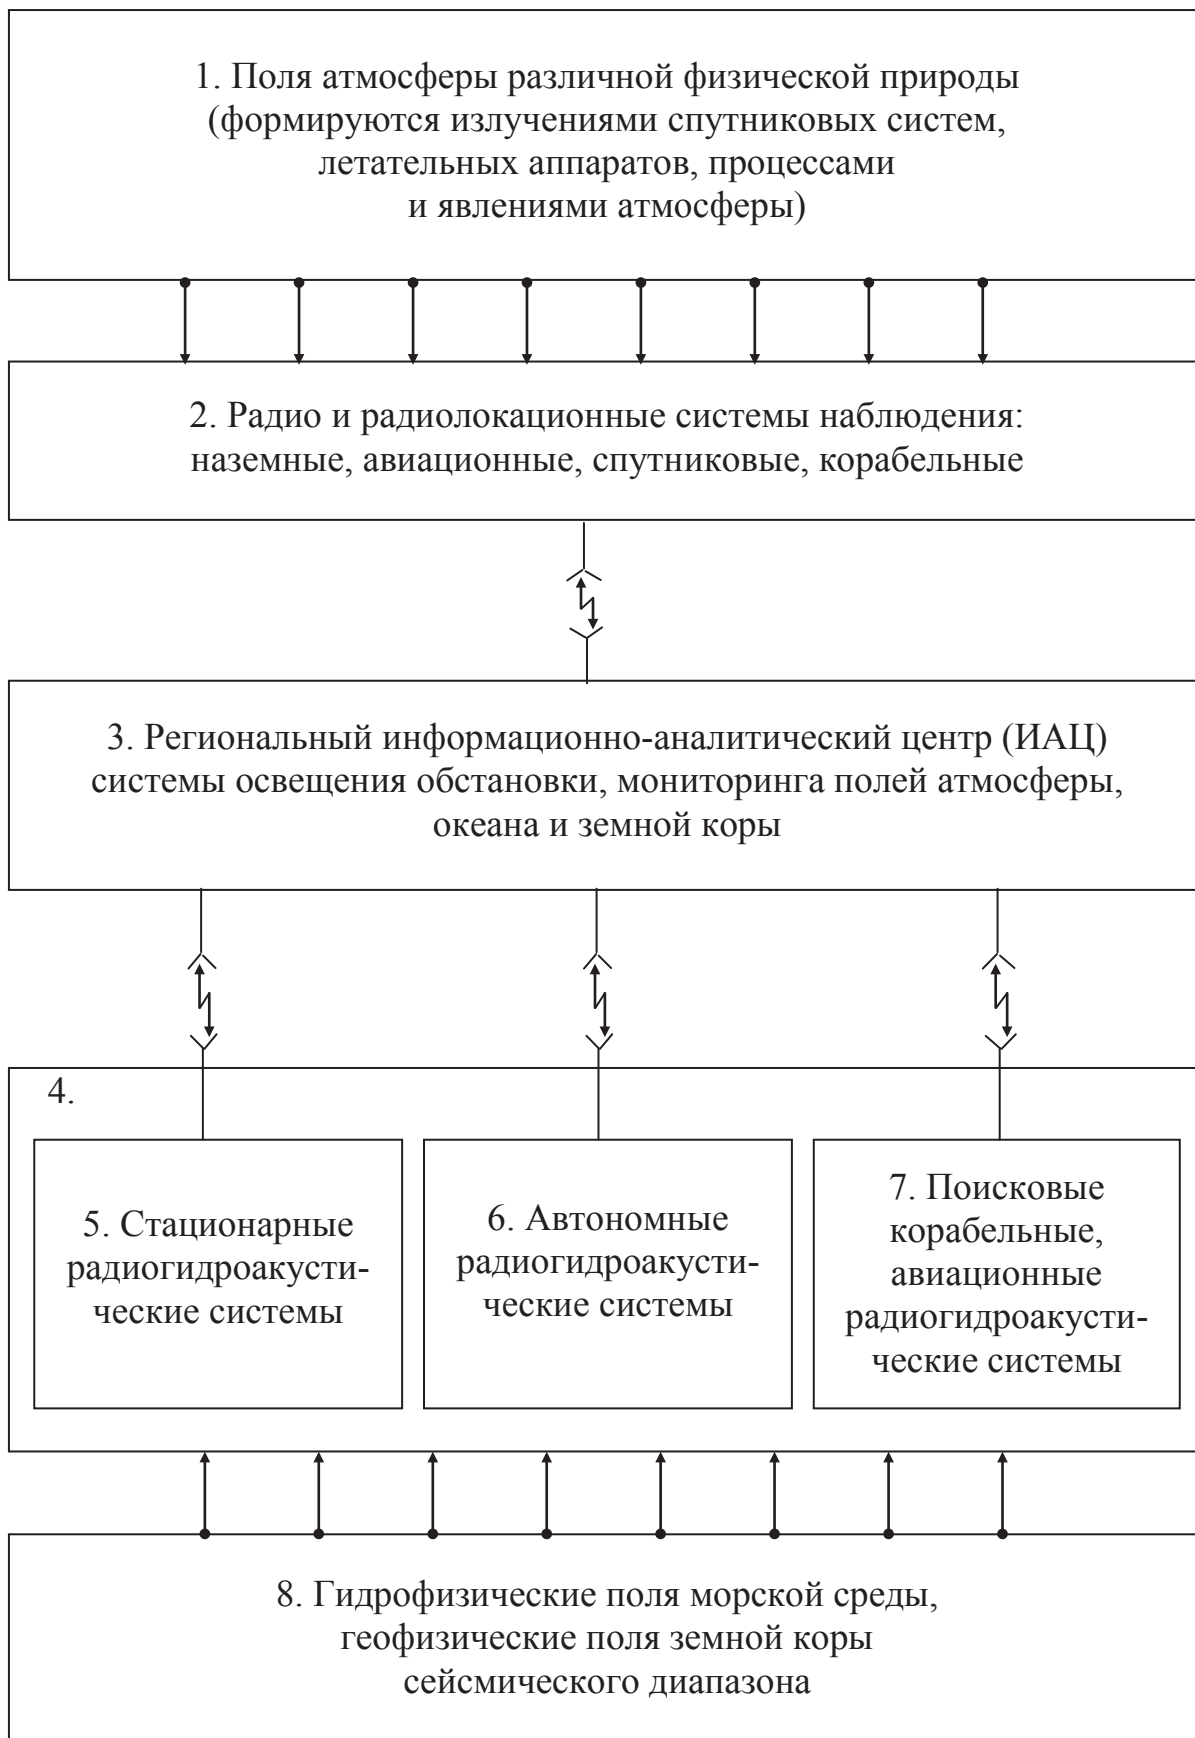 1. Поля атмосферы различной физической природы
(формируются излучениями спутниковых систем,
летательных аппаратов, процессами
и явлениями атмосферы)
2. Радио и радиолокационные системы наблюдения:
наземные, авиационные, спутниковые, корабельные
3. Региональный информационно-аналитический центр (ИАЦ)
системы освещения обстановки, мониторинга полей атмосферы,
океана и земной коры
4.
5. Стационарные
радиогидроакусти-
ческие системы
6. Автономные
радиогидроакусти-
ческие системы
7. Поисковые
корабельные,
авиационные
радиогидроакусти-
ческие системы
8. Гидрофизические поля морской среды,
геофизические поля земной коры
сейсмического диапазона